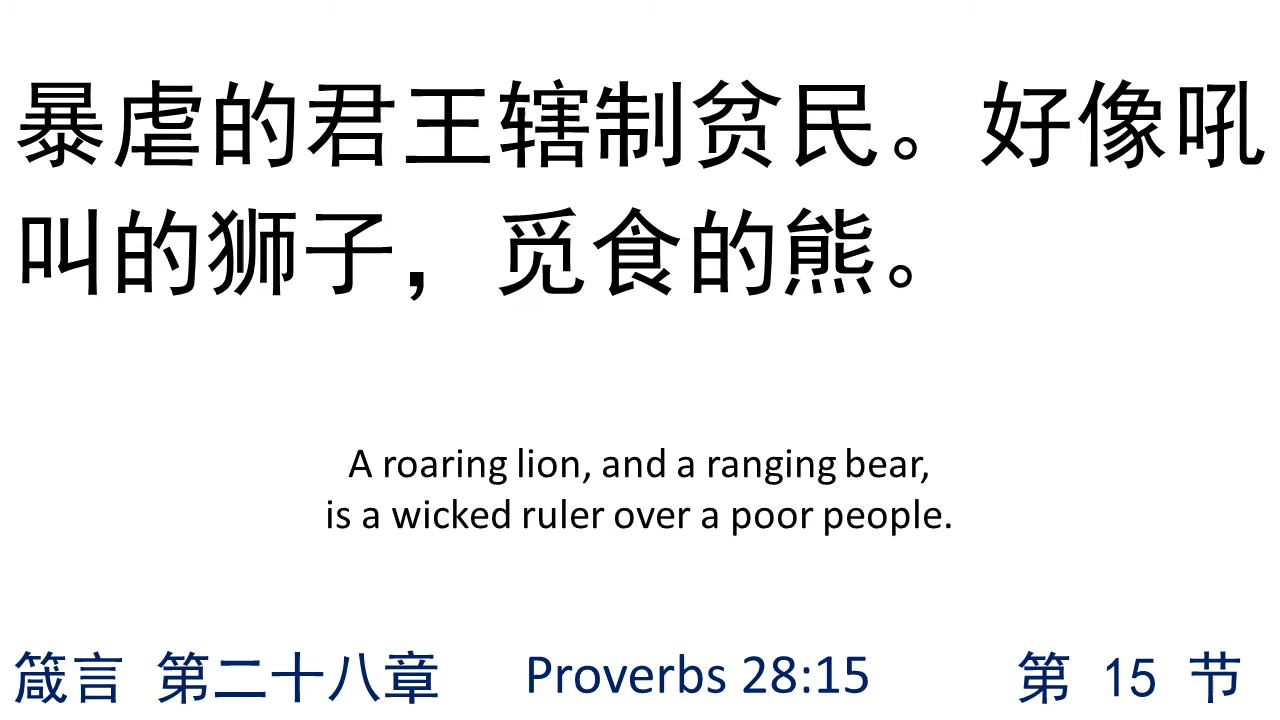 暴虐的君王辖制贫民。好像吼
叫的狮子，觅食的熊。
A roaring lion, and a ranging bear,
is a wicked ruler over a poor people.
箴言 第二十八章 Proverbs 28:15 第 15 节